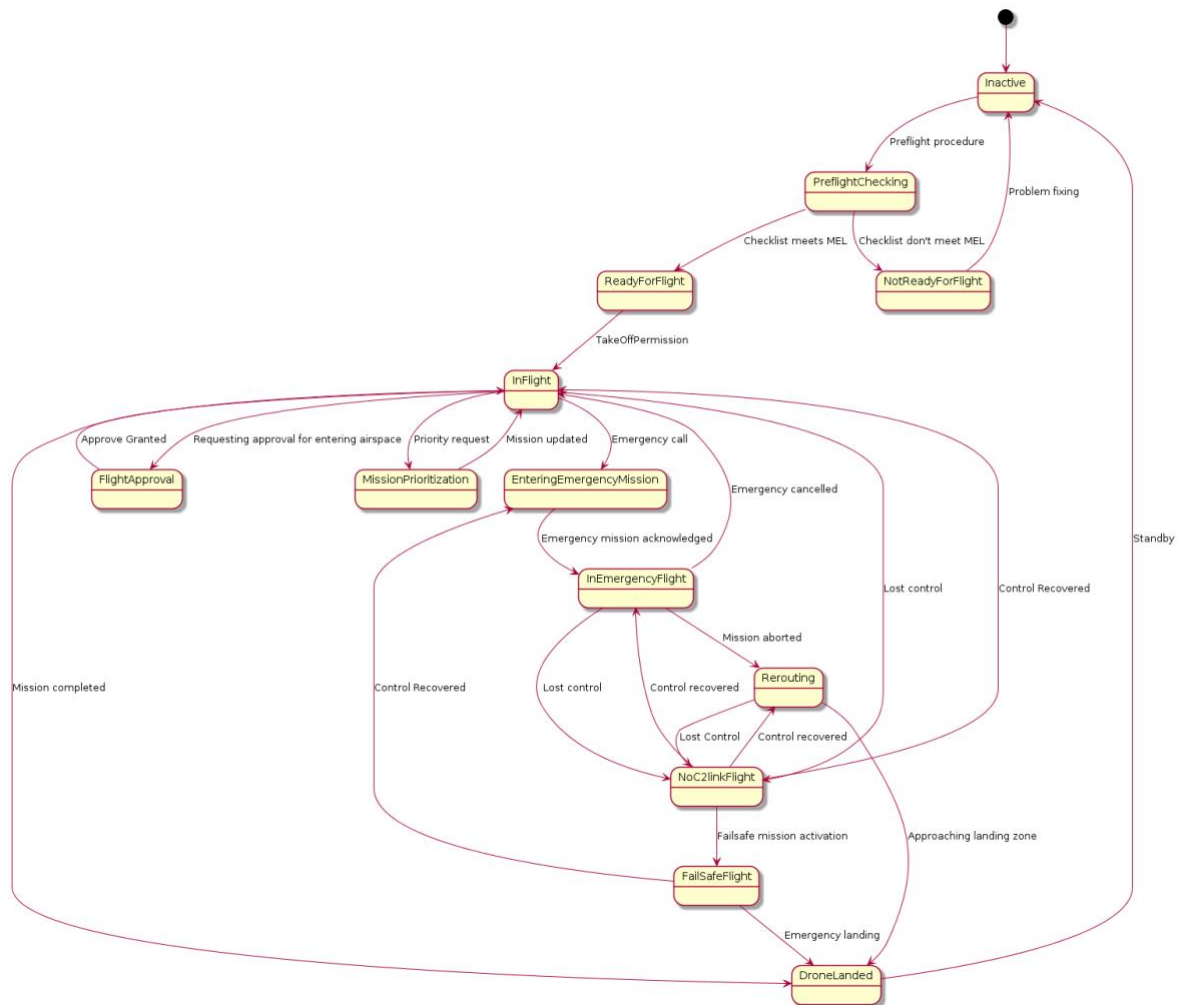 Inactive
Preflight procedure
PreflightChecking
Problem fixing
Checklist meets MEL
Checklist don't meet MEL
ReadyForFlight
NotReadyForFlight
TakeOffPermission
InFlight
Approve Granted
Requesting approval for entering airspace
Priority request
Mission updated
Emergency call
FlightApproval
MissionPrioritization
EnteringEmergencyMission
Emergency cancelled
Emergency mission acknowledged
Standby
InEmergencyFlight
Lost control
Control Recovered
Mission aborted
Mission completed
Control Recovered
Lost control
Control recovered
Rerouting
Lost Control
Control recovered
NoC2linkFlight
Failsafe mission activation
Approaching landing zone
FailSafeFlight
Emergency landing
DroneLanded